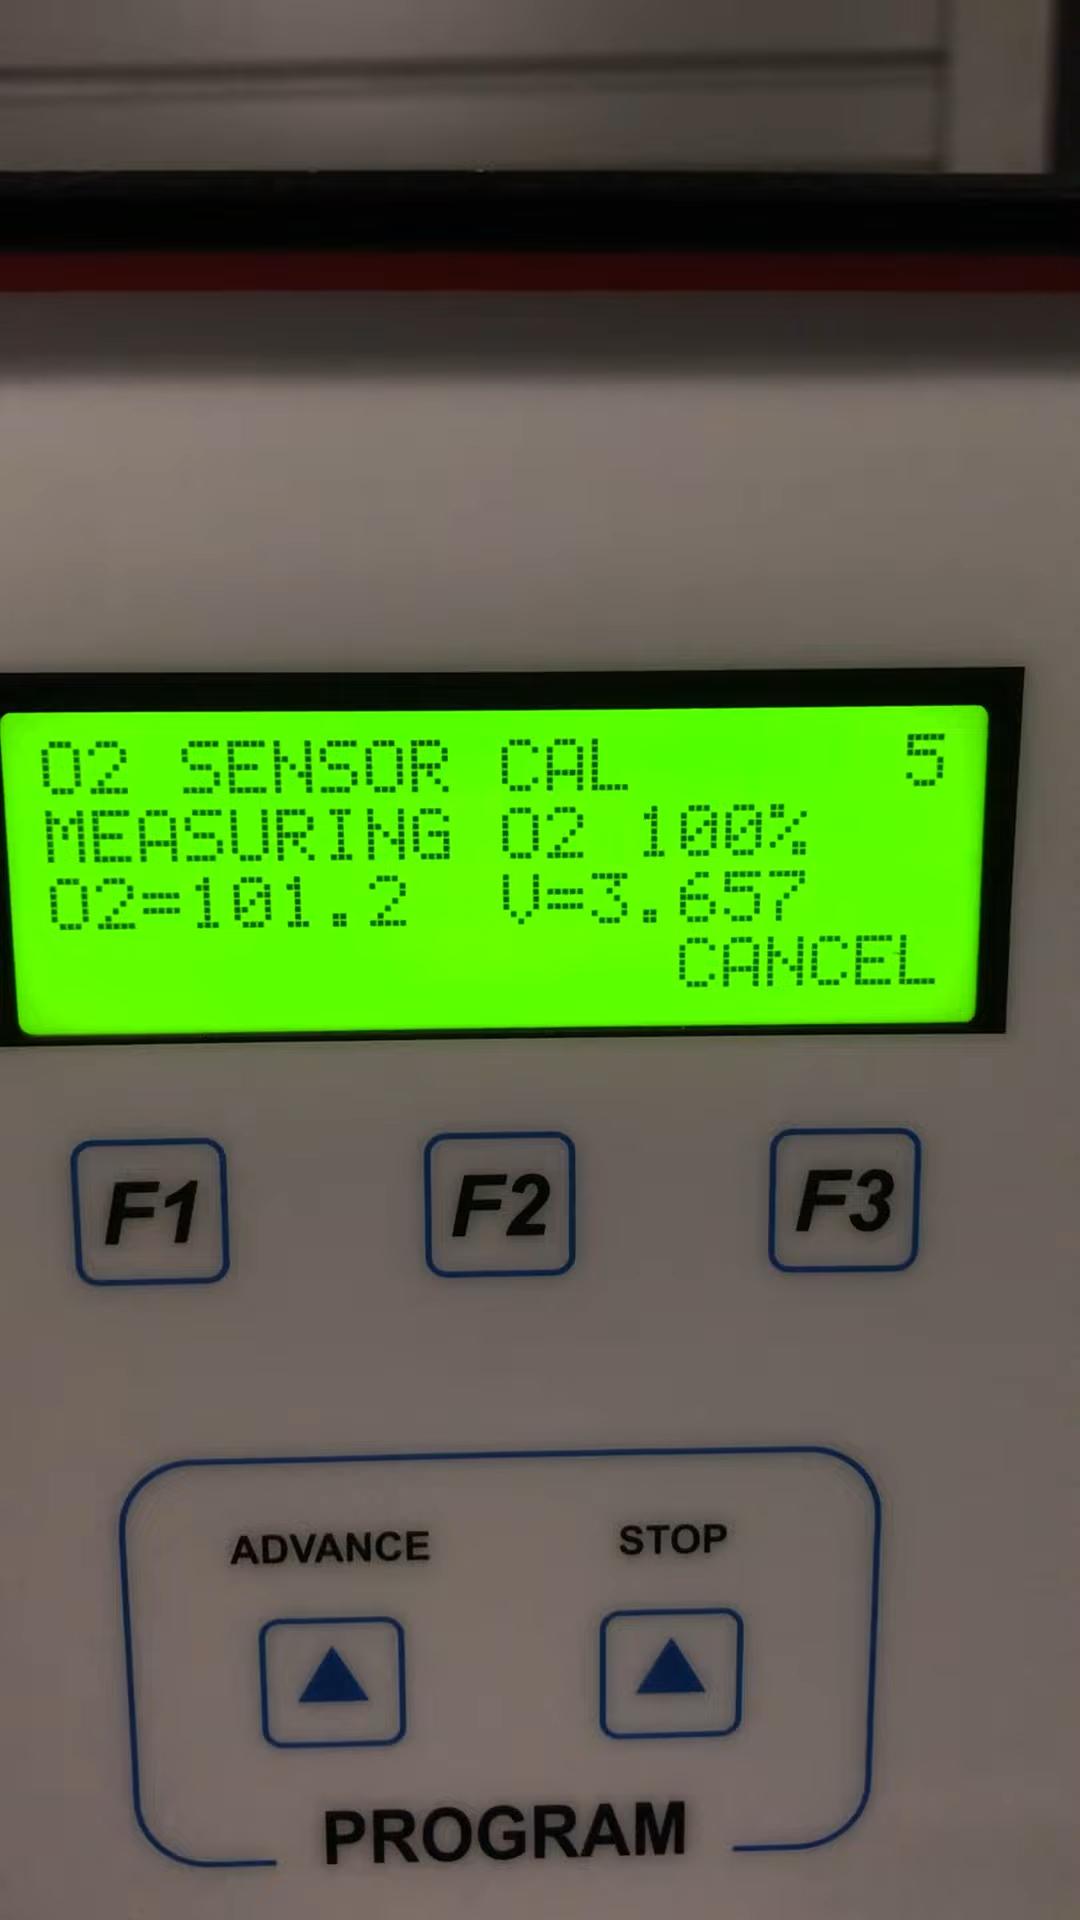 O2 SENSOR CAL 5
MEASURING O2 100%
O2=101.2 V=3.657
CANCEL
F1 F2 F3
ADVANCE STOP
PROGRAM